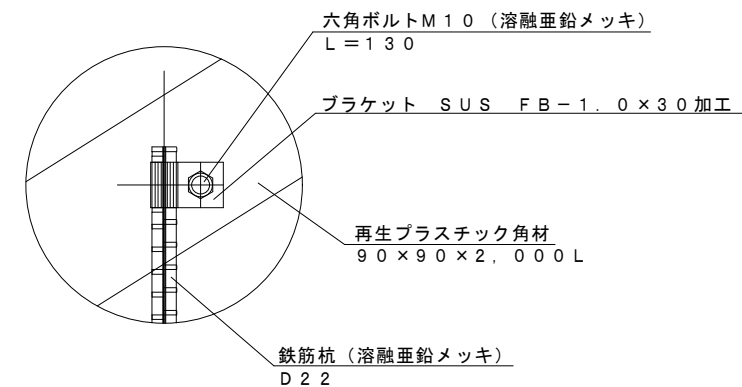 六角ボルトＭ１０（溶融亜鉛メッキ）
Ｌ＝１３０
ブラケット　ＳＵＳ　ＦＢ－１．０×３０加工
再生プラスチック角材
９０×９０×２，０００Ｌ
鉄筋杭（溶融亜鉛メッキ）
Ｄ２２